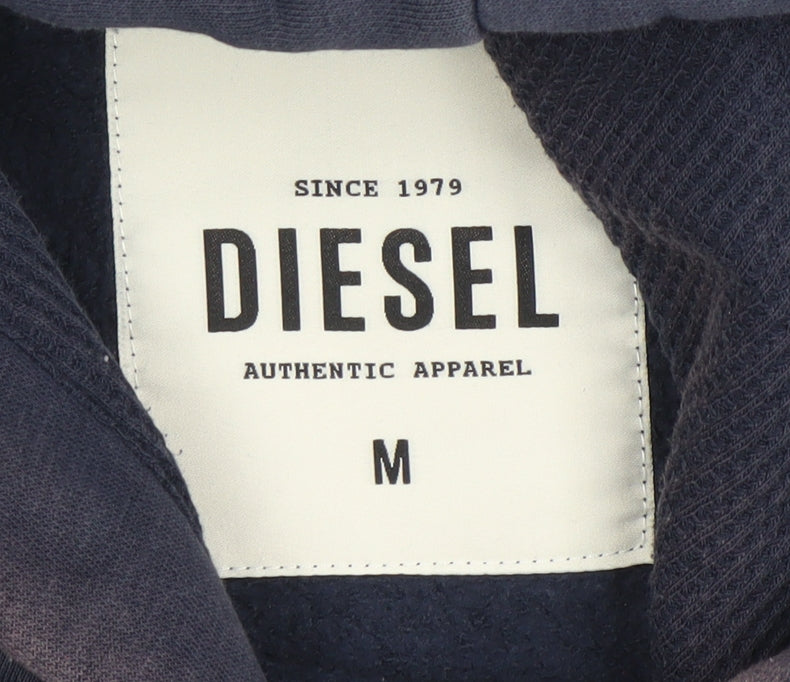 SINCE 1979
DIESEL
AUTHENTIC APPAREL
M